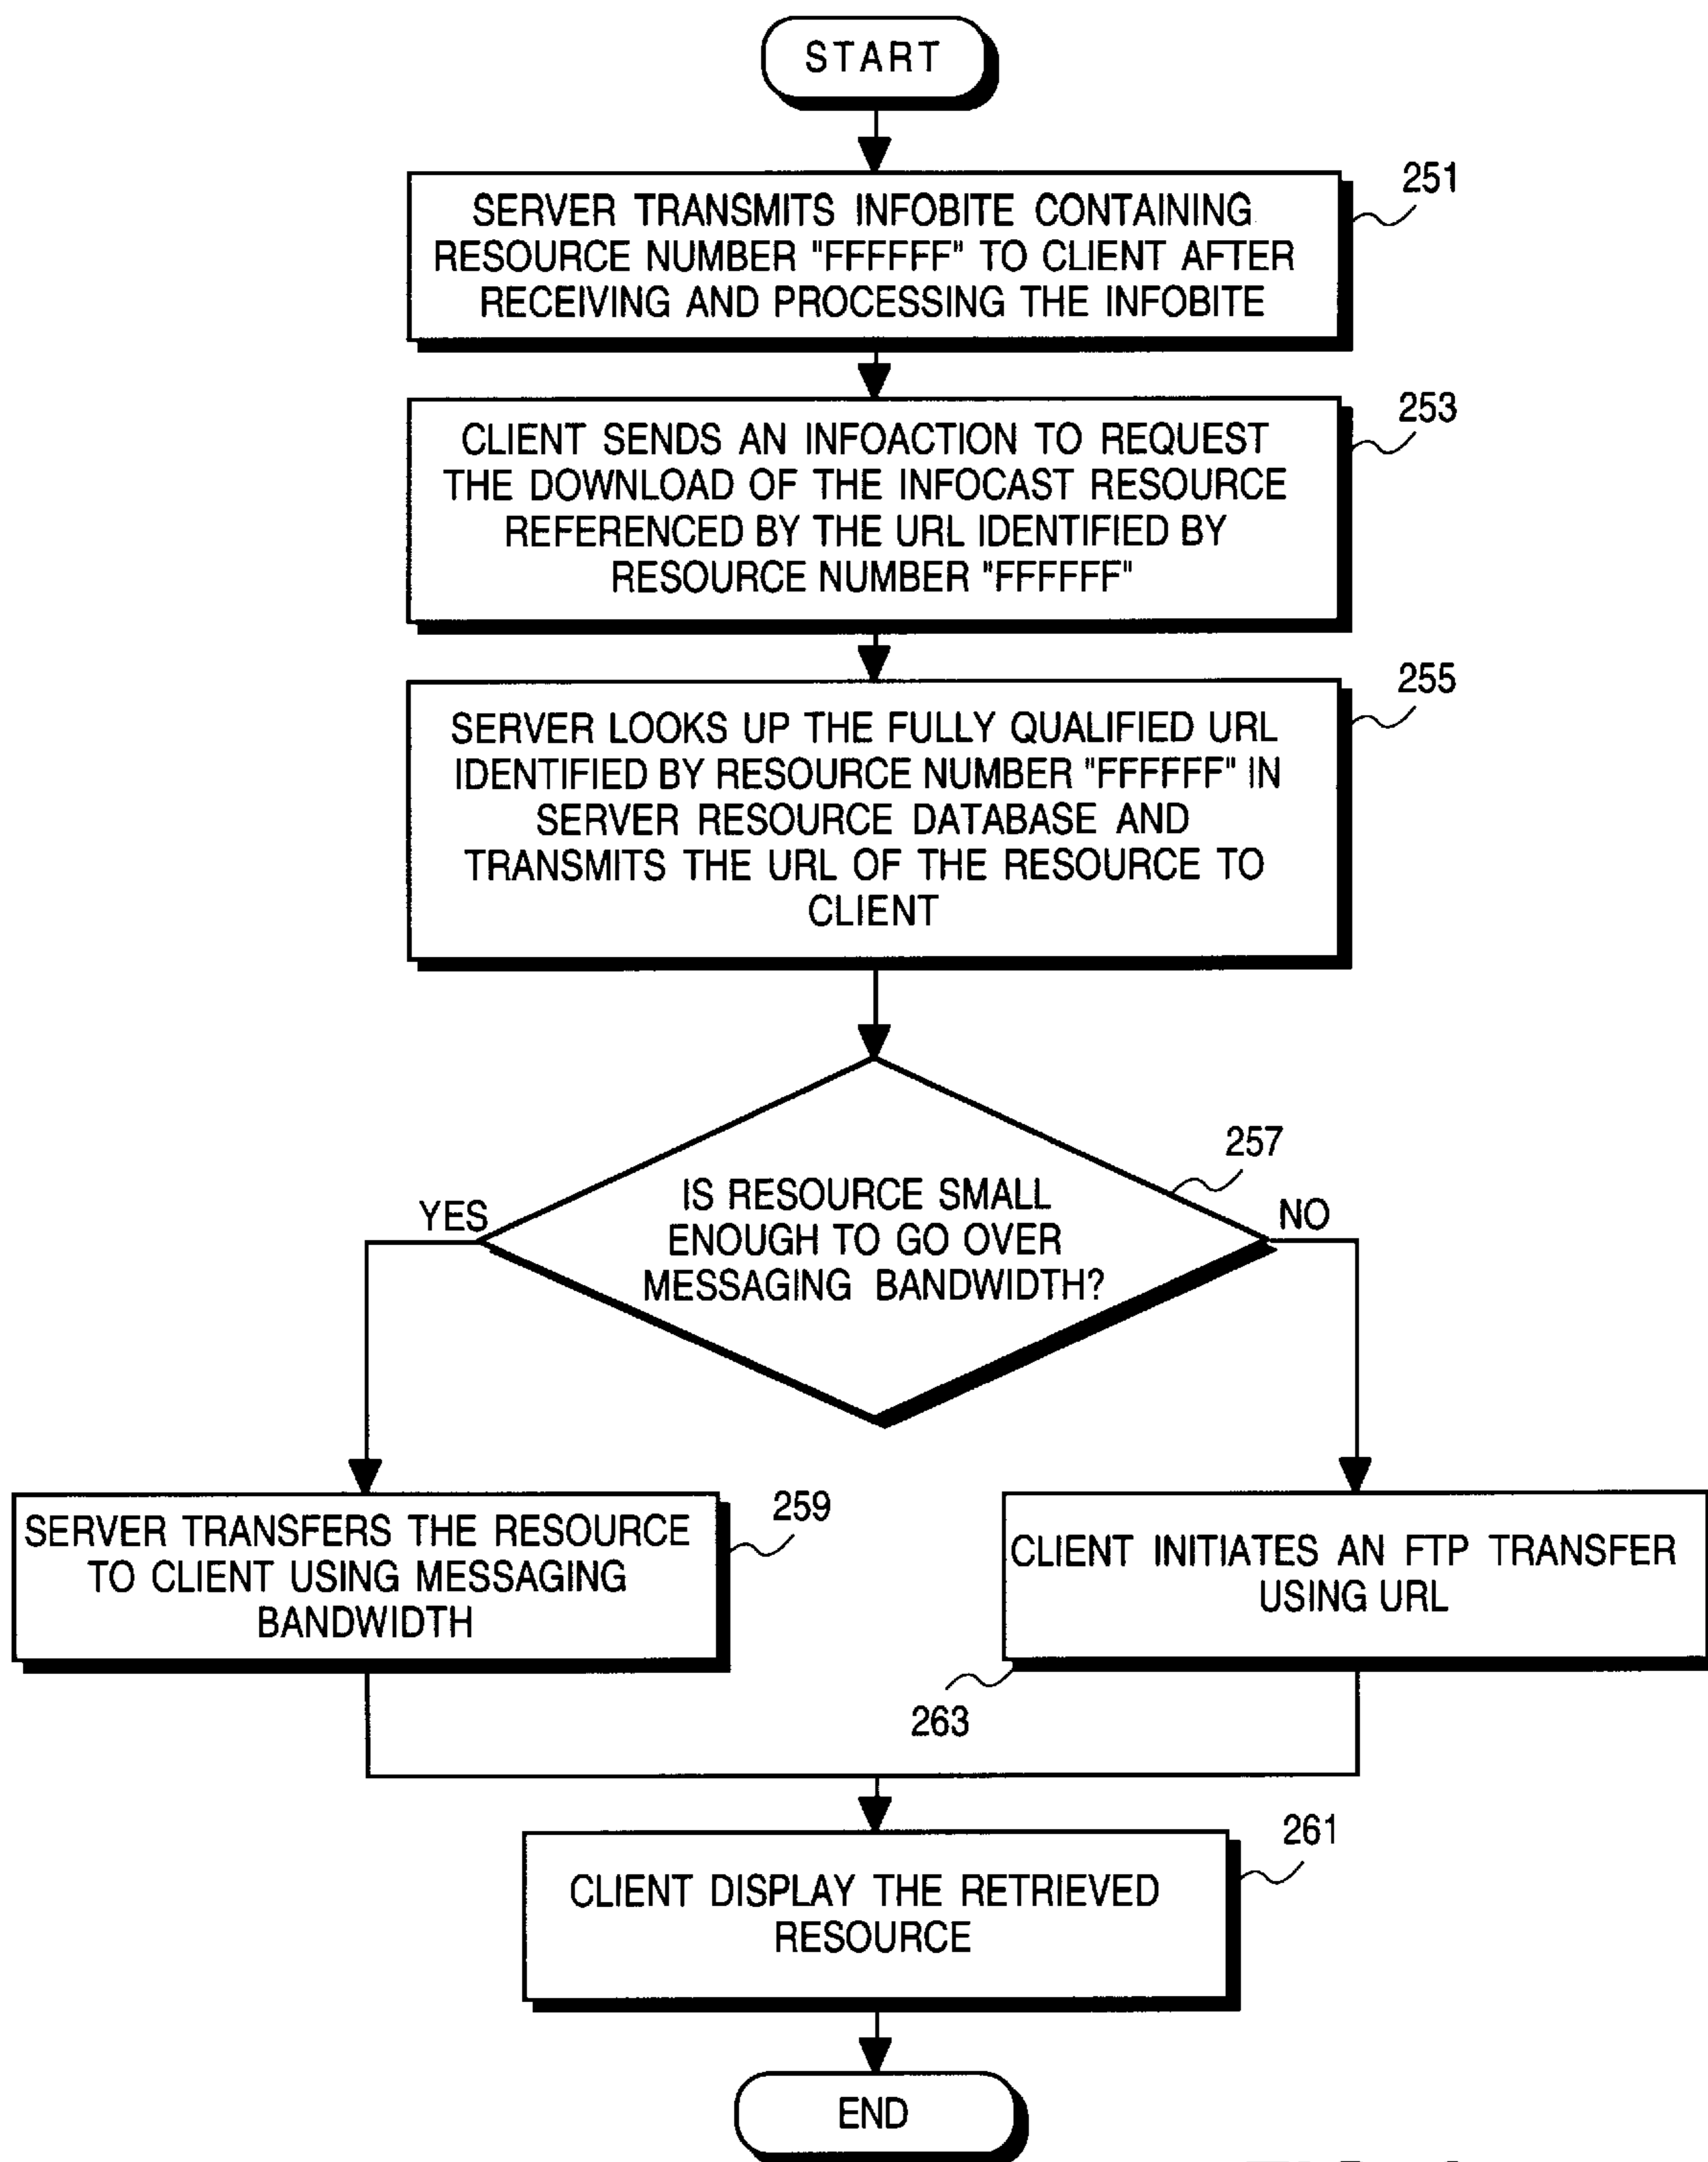 START
251
SERVER TRANSMITS INFOBITE CONTAINING
RESOURCE NUMBER "FFFFFF" TO CLIENT AFTER
RECEIVING AND PROCESSING THE INFOBITE
253
CLIENT SENDS AN INFOACTION TO REQUEST
THE DOWNLOAD OF THE INFOCAST RESOURCE
REFERENCED BY THE URL IDENTIFIED BY
RESOURCE NUMBER "FFFFFF"
255
SERVER LOOKS UP THE FULLY QUALIFIED URL
IDENTIFIED BY RESOURCE NUMBER "FFFFFF" IN
SERVER RESOURCE DATABASE AND
TRANSMITS THE URL OF THE RESOURCE TO
CLIENT
257
IS RESOURCE SMALL
ENOUGH TO GO OVER
MESSAGING BANDWIDTH?
YES
NO
259
SERVER TRANSFERS THE RESOURCE
TO CLIENT USING MESSAGING
BANDWIDTH
CLIENT INITIATES AN FTP TRANSFER
USING URL
263
261
CLIENT DISPLAY THE RETRIEVED
RESOURCE
END